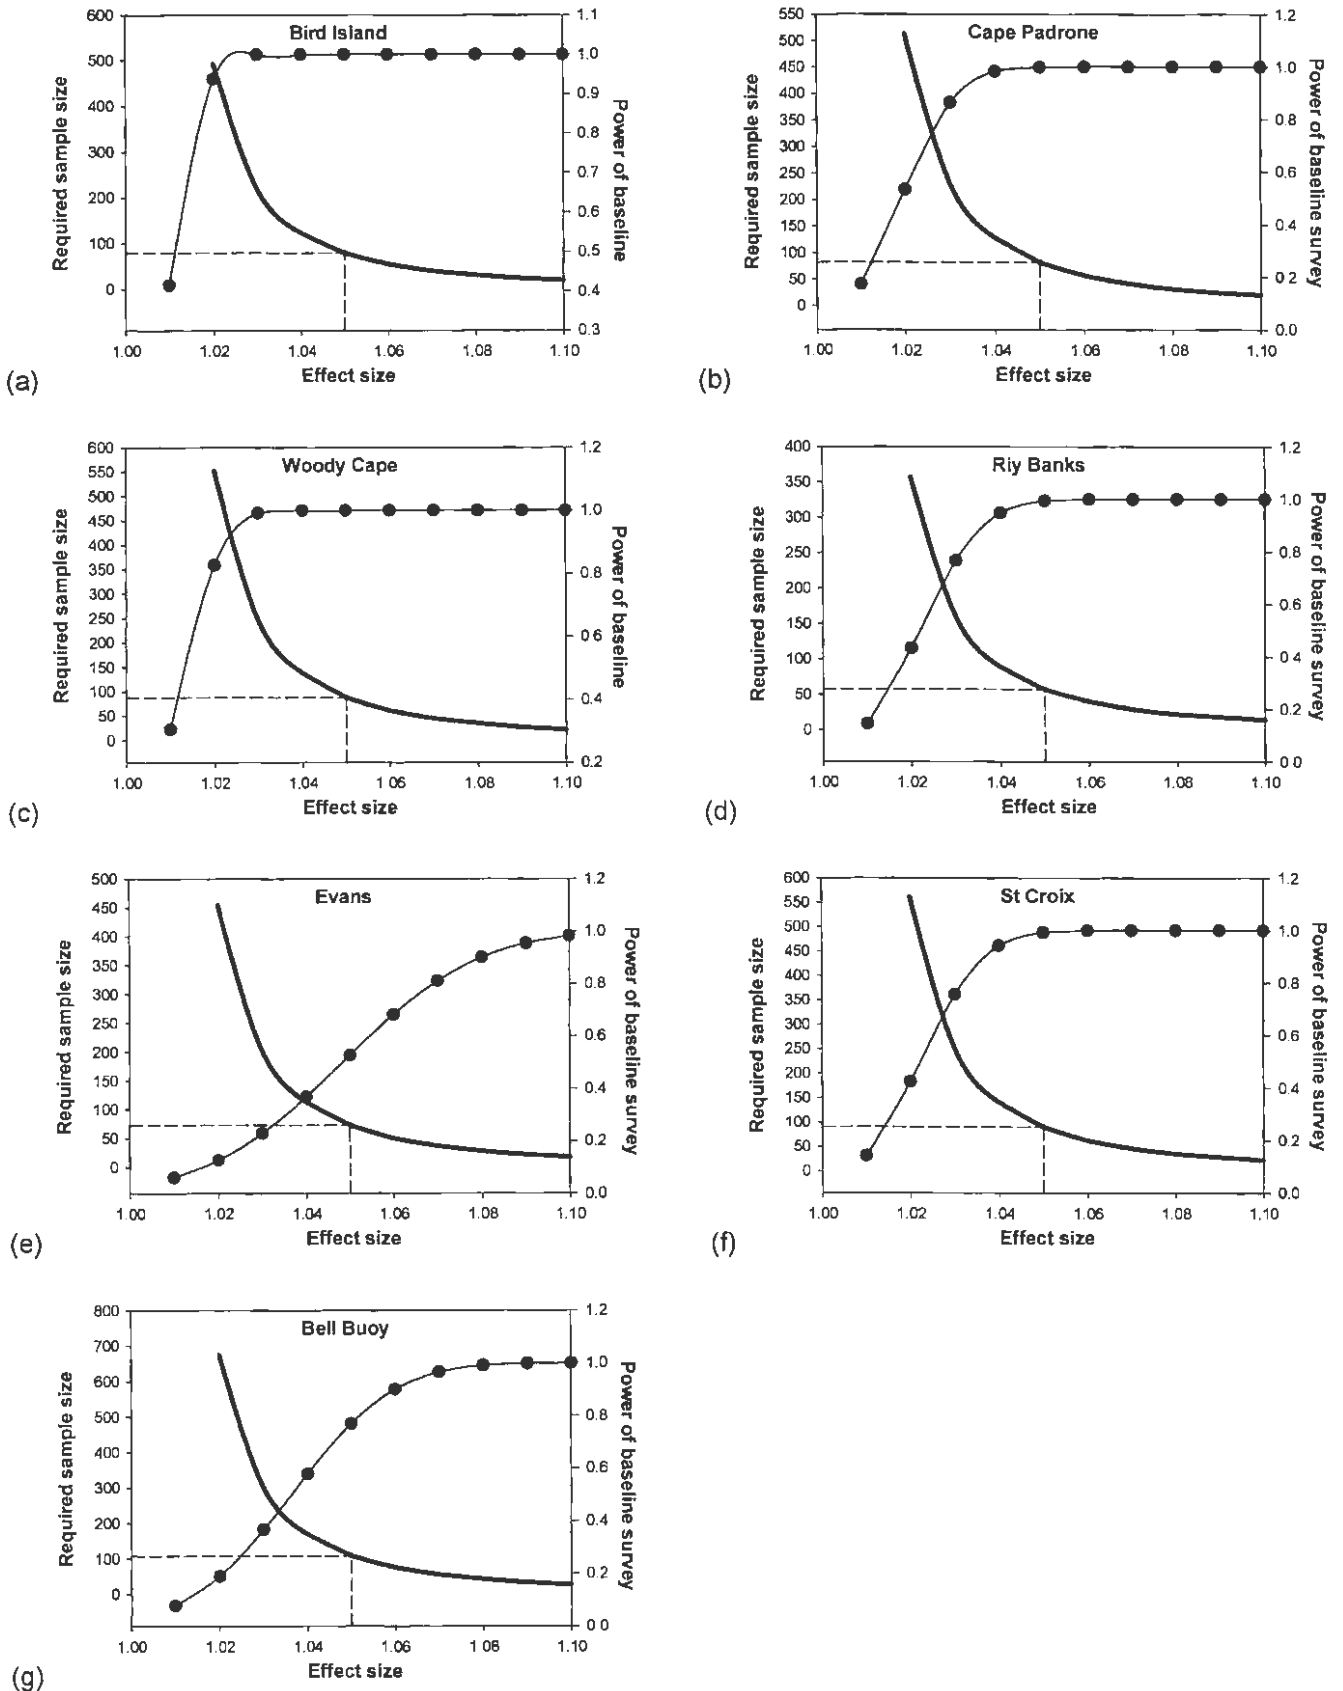 Bird Island
600
500
400
300
200
100
0
Required sample size
1.1
1.0
0.9
0.8
0.7
0.6
0.5
0.4
0.3
Power of baseline
1.00 1.02 1.04 1.06 1.08 1.10
Effect size
(a)
Cape Padrone
550
500
450
400
350
300
250
200
150
100
50
0
Required sample size
1.2
1.0
0.8
0.6
0.4
0.2
0.0
Power of baseline survey
1.00 1.02 1.04 1.06 1.08 1.10
Effect size
(b)
Woody Cape
600
550
500
450
400
350
300
250
200
150
100
50
0
Required sample size
1.2
1.0
0.8
0.6
0.4
0.2
Power of baseline
1.00 1.02 1.04 1.06 1.08 1.10
Effect size
(c)
Riy Banks
400
350
300
250
200
150
100
50
0
Required sample size
1.2
1.0
0.8
0.6
0.4
0.2
0.0
Power of baseline survey
1.00 1.02 1.04 1.06 1.08 1.10
Effect size
(d)
Evans
500
450
400
350
300
250
200
150
100
50
0
Required sample size
1.2
1.0
0.8
0.6
0.4
0.2
0.0
Power of baseline survey
1.00 1.02 1.04 1.06 1.08 1.10
Effect size
(e)
St Croix
600
550
500
450
400
350
300
250
200
150
100
50
0
Required sample size
1.2
1.0
0.8
0.6
0.4
0.2
0.0
Power of baseline survey
1.00 1.02 1.04 1.06 1.08 1.10
Effect size
(f)
Bell Buoy
800
700
600
500
400
300
200
100
0
Required sample size
1.2
1.0
0.8
0.6
0.4
0.2
0.0
Power of baseline survey
1.00 1.02 1.04 1.06 1.08 1.10
Effect size
(g)